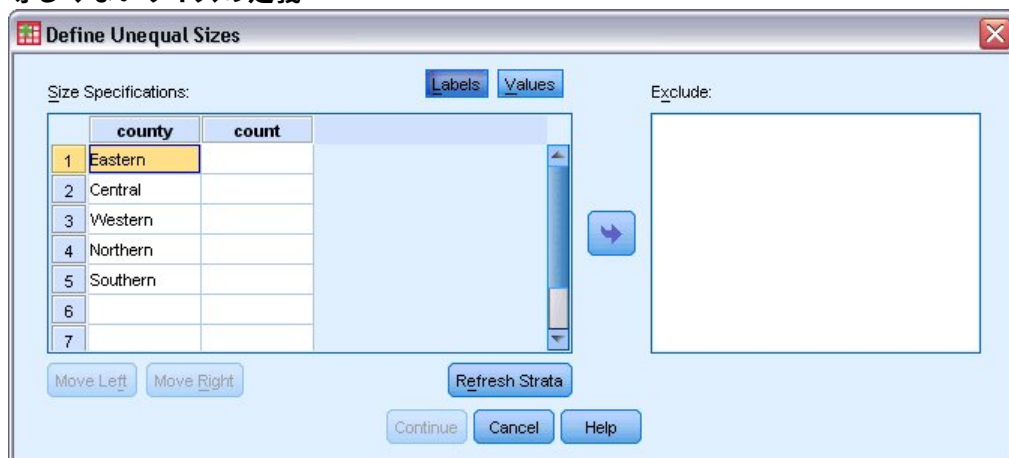 Define Unequal Sizes
Size Specifications:
Labels Values
Exclude:
county count
1 Eastern
2 Central
3 Western
4 Northern
5 Southern
6
7
Move Left Move Right
Refresh Strata
Continue Cancel Help